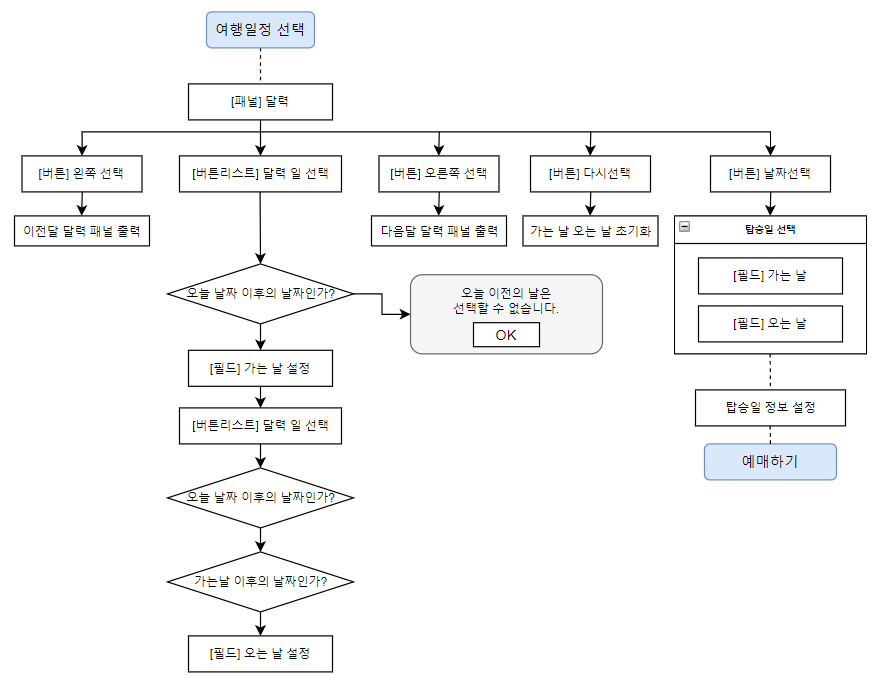 여행일정 선택
[패널] 달력
[버튼] 왼쪽 선택
[버튼리스트] 달력 일 선택
[버튼] 오른쪽 선택
[버튼] 다시선택
[버튼] 날짜선택
이전달 달력 패널 출력
다음달 달력 패널 출력
가는 날 오는 날 초기화
탑승일 선택
[필드] 가는 날
[필드] 오는 날
오늘 날짜 이후의 날짜인가?
오늘 이전의 날은
선택할 수 없습니다.
OK
[필드] 가는 날 설정
탑승일 정보 설정
[버튼리스트] 달력 일 선택
예매하기
오늘 날짜 이후의 날짜인가?
가는날 이후의 날짜인가?
[필드] 오는 날 설정